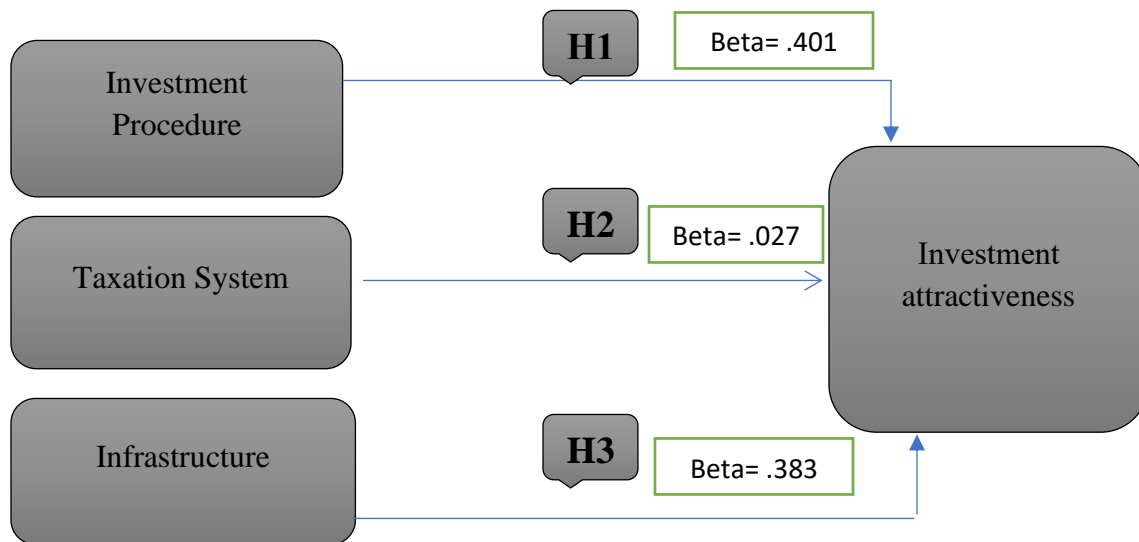 Investment
Procedure
H1
Beta= .401
Taxation System
H2
Beta= .027
Investment
attractiveness
Infrastructure
H3
Beta= .383